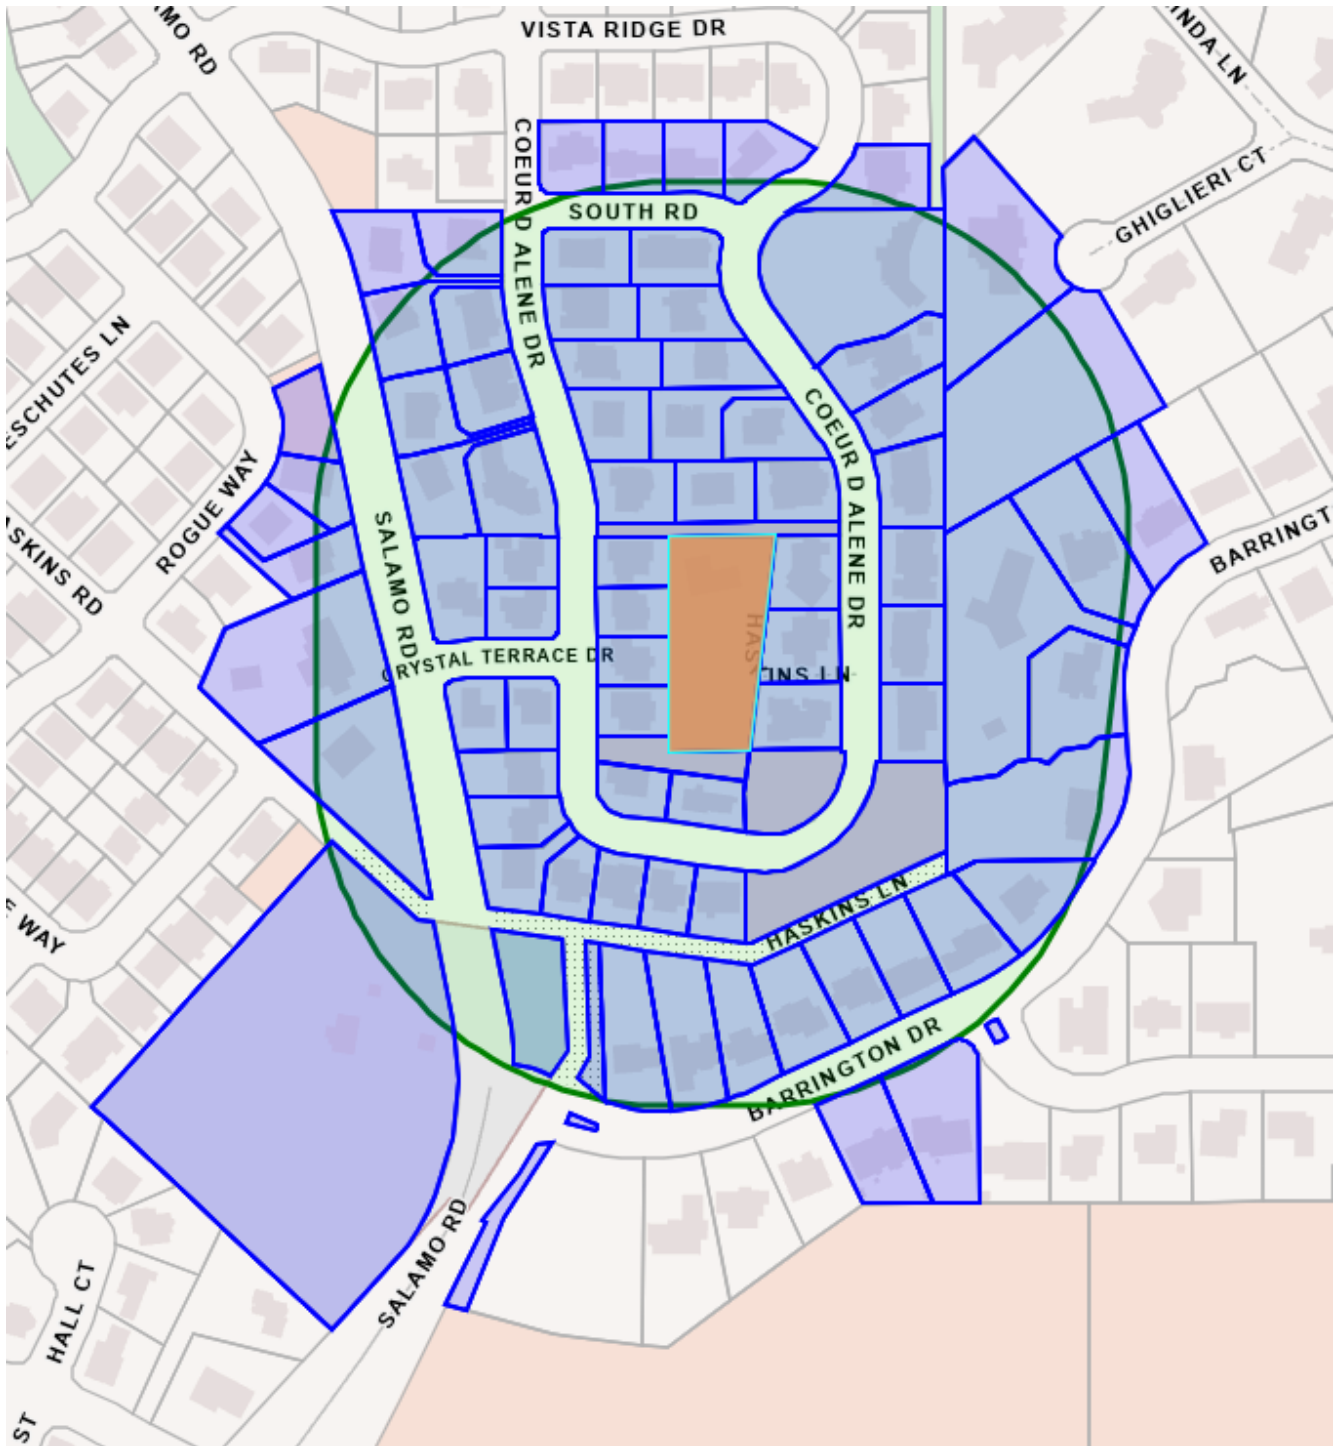 MO RD
VISTA RIDGE DR
INDA LN
COEUR D ALENE DR
SOUTH RD
GHIGLIERI CT
ESCHUTES LN
COEUR D ALENE DR
ROGUE WAY
SALAMO RD
BARRINGT
SKINS RD
HAS
KINS LN
CRYSTAL TERRACE DR
WAY
HASKINS LN
BARRINGTON DR
SALAMO RD
HALL CT
ST